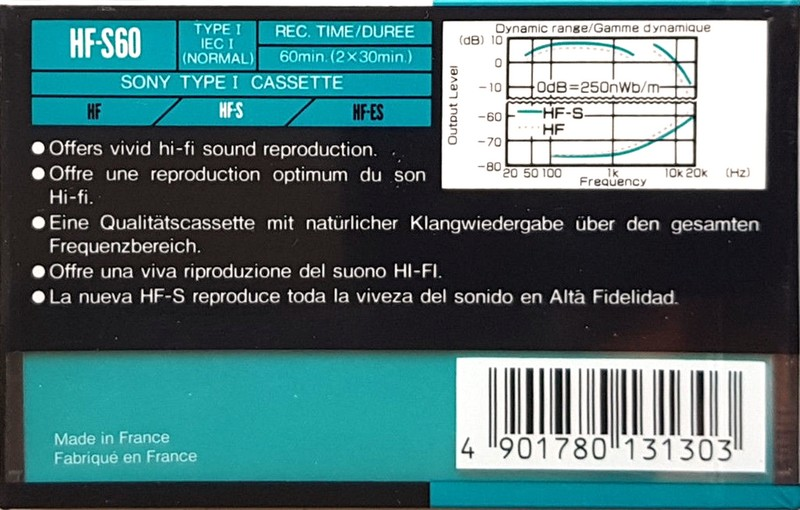 HF-S60
TYPE I
IEC I
(NORMAL)
REC. TIME/DUREE
60min. (2×30min.)
SONY TYPE I CASSETTE
HF
HF-S
HF-ES
Dynamic range/Gamme dynamique
(dB) 10
0
-10
-60
-70
-80
Output Level
0dB=250nWb/m
HF-S
HF
20 50 100 1k 10k 20k (Hz)
Frequency
●Offers vivid hi-fi sound reproduction.
●Offre une reproduction optimum du son
Hi-fi.
●Eine Qualitätscassette mit natürlicher Klangwiedergabe über den gesamten
Frequenzbereich.
●Offre una viva riproduzione del suono HI-FI.
●La nueva HF-S reproduce toda la viveza del sonido en Alta Fidelidad.
Made in France
Fabriqué en France
4 901780 131303